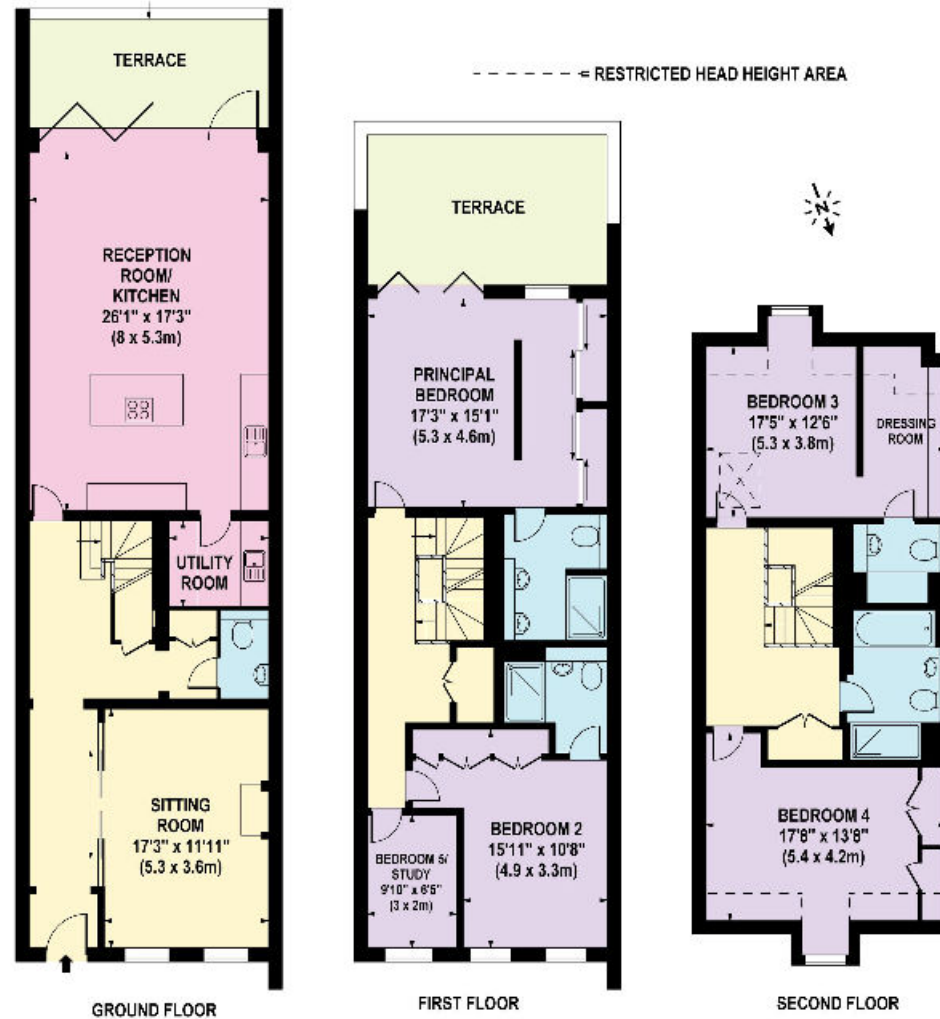 TERRACE
RESTRICTED HEAD HEIGHT AREA
TERRACE
N
RECEPTION
ROOM/
KITCHEN
26'1" x 17'3"
(8 x 5.3m)
PRINCIPAL
BEDROOM
17'3" x 15'1"
(5.3 x 4.6m)
BEDROOM 3
17'5" x 12'6"
(5.3 x 3.8m)
DRESSING
ROOM
UTILITY
ROOM
SITTING
ROOM
17'3" x 11'11"
(5.3 x 3.6m)
BEDROOM 5/
STUDY
9'10" x 6'5"
(3 x 2m)
BEDROOM 2
15'11" x 10'8"
(4.9 x 3.3m)
BEDROOM 4
17'8" x 13'8"
(5.4 x 4.2m)
GROUND FLOOR
FIRST FLOOR
SECOND FLOOR